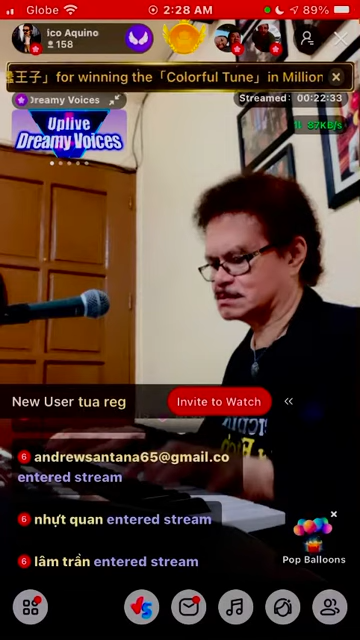 Globe
2:28 AM
89%
ico Aquino
158
王子」for winning the「Colorful Tune」in Million
Dreamy Voices
Streamed: 00:22:33
87KB/s
Uplive
Dreamy Voices
New User tua reg
Invite to Watch
6 andrewsantana65@gmail.co
entered stream
6 nhựt quan entered stream
6 lâm trần entered stream
Pop Balloons